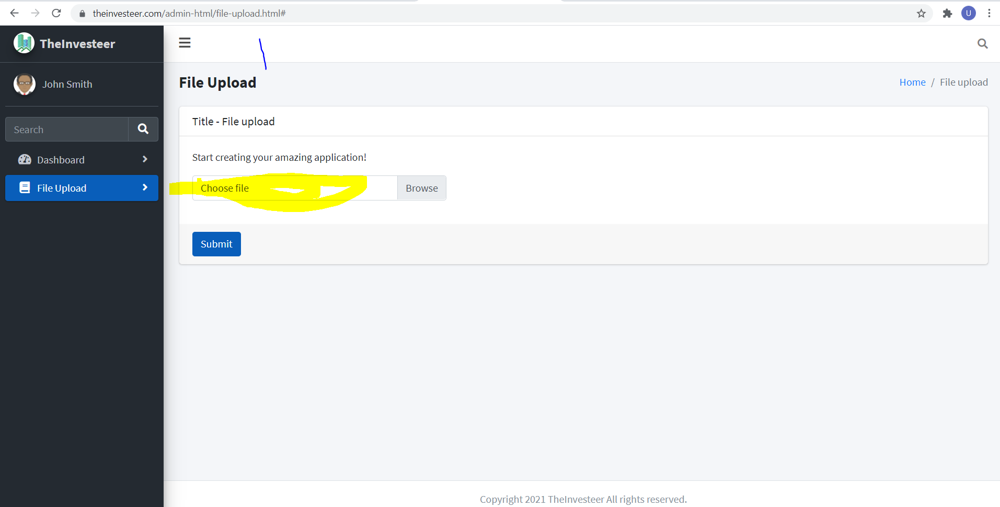 theinvesteer.com/admin-html/file-upload.html#
U
TheInvesteer
John Smith
Search
Dashboard
File Upload
File Upload
Home / File upload
Title - File upload
Start creating your amazing application!
Choose file
Browse
Submit
Copyright 2021 TheInvesteer All rights reserved.